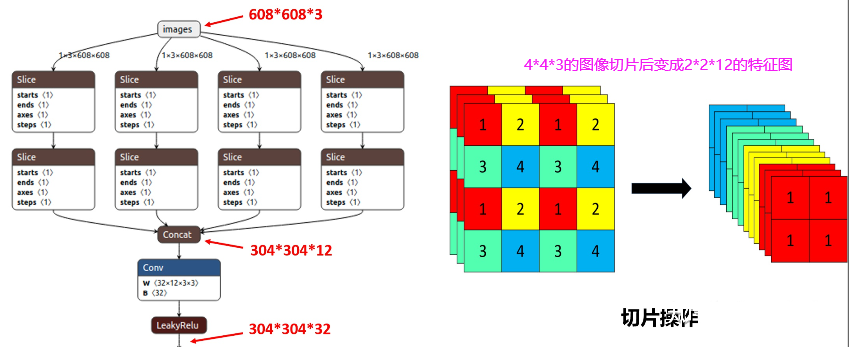 608*608*3
images
1×3×608×608 1×3×608×608 1×3×608×608 1×3×608×608
Slice Slice Slice Slice
starts ⟨1⟩ starts ⟨1⟩ starts ⟨1⟩ starts ⟨1⟩
ends ⟨1⟩ ends ⟨1⟩ ends ⟨1⟩ ends ⟨1⟩
axes ⟨1⟩ axes ⟨1⟩ axes ⟨1⟩ axes ⟨1⟩
steps ⟨1⟩ steps ⟨1⟩ steps ⟨1⟩ steps ⟨1⟩
Slice Slice Slice Slice
starts ⟨1⟩ starts ⟨1⟩ starts ⟨1⟩ starts ⟨1⟩
ends ⟨1⟩ ends ⟨1⟩ ends ⟨1⟩ ends ⟨1⟩
axes ⟨1⟩ axes ⟨1⟩ axes ⟨1⟩ axes ⟨1⟩
steps ⟨1⟩ steps ⟨1⟩ steps ⟨1⟩ steps ⟨1⟩
Concat
304*304*12
Conv
W ⟨32×12×3×3⟩
B ⟨32⟩
LeakyRelu
304*304*32
4*4*3的图像切片后变成2*2*12的特征图
1 2 1 2
3 4 3 4
1 2 1 2
3 4 3 4
1 1
1 1
切片操作